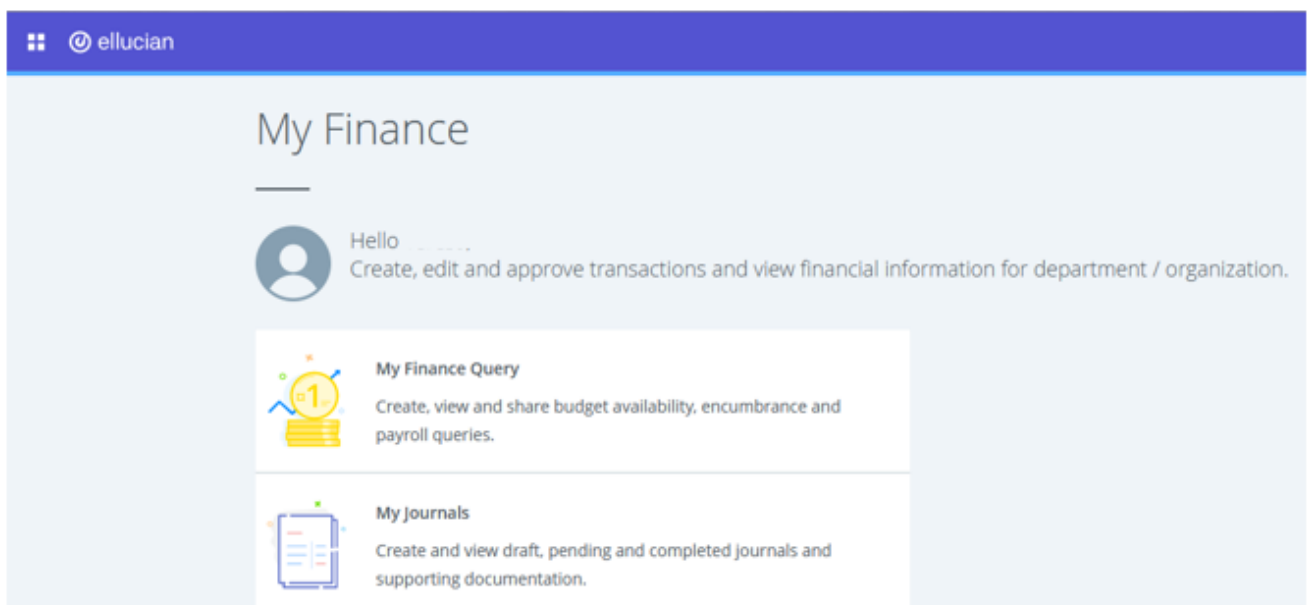 ellucian
My Finance
Hello
Create, edit and approve transactions and view financial information for department / organization.
1
My Finance Query
Create, view and share budget availability, encumbrance and
payroll queries.
My Journals
Create and view draft, pending and completed journals and
supporting documentation.